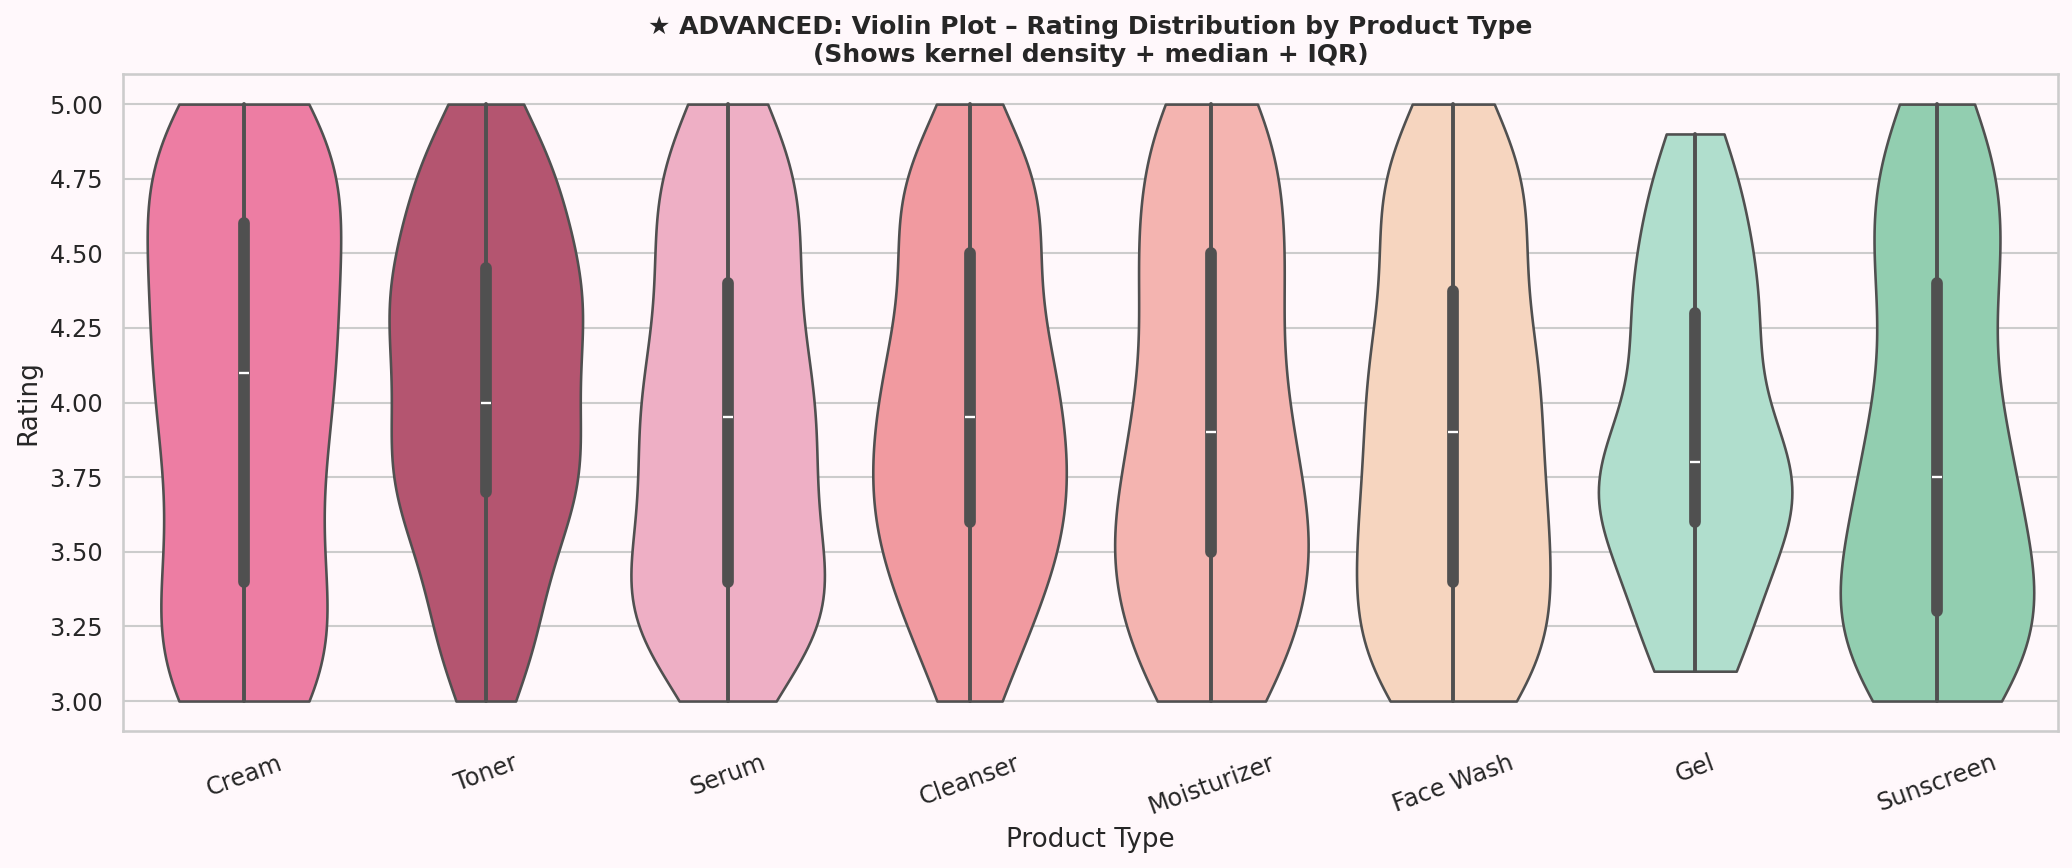 ★ ADVANCED: Violin Plot – Rating Distribution by Product Type
(Shows kernel density + median + IQR)
Rating
5.00
4.75
4.50
4.25
4.00
3.75
3.50
3.25
3.00
Cream
Toner
Serum
Cleanser
Moisturizer
Face Wash
Gel
Sunscreen
Product Type